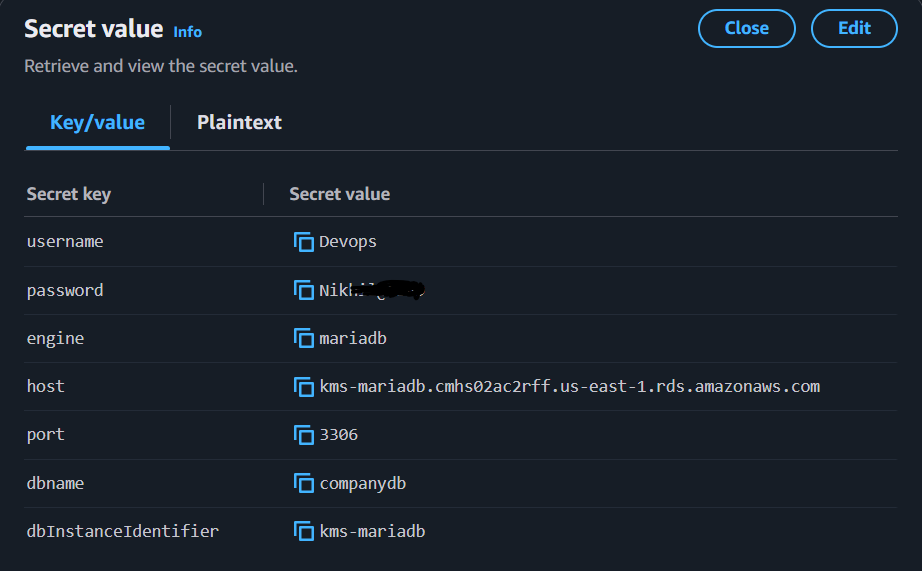 Secret value Info Close Edit
Retrieve and view the secret value.
Key/value Plaintext
Secret key Secret value
username Devops
password
engine mariadb
host kms-mariadb.cmhs02ac2rff.us-east-1.rds.amazonaws.com
port 3306
dbname companydb
dbInstanceIdentifier kms-mariadb